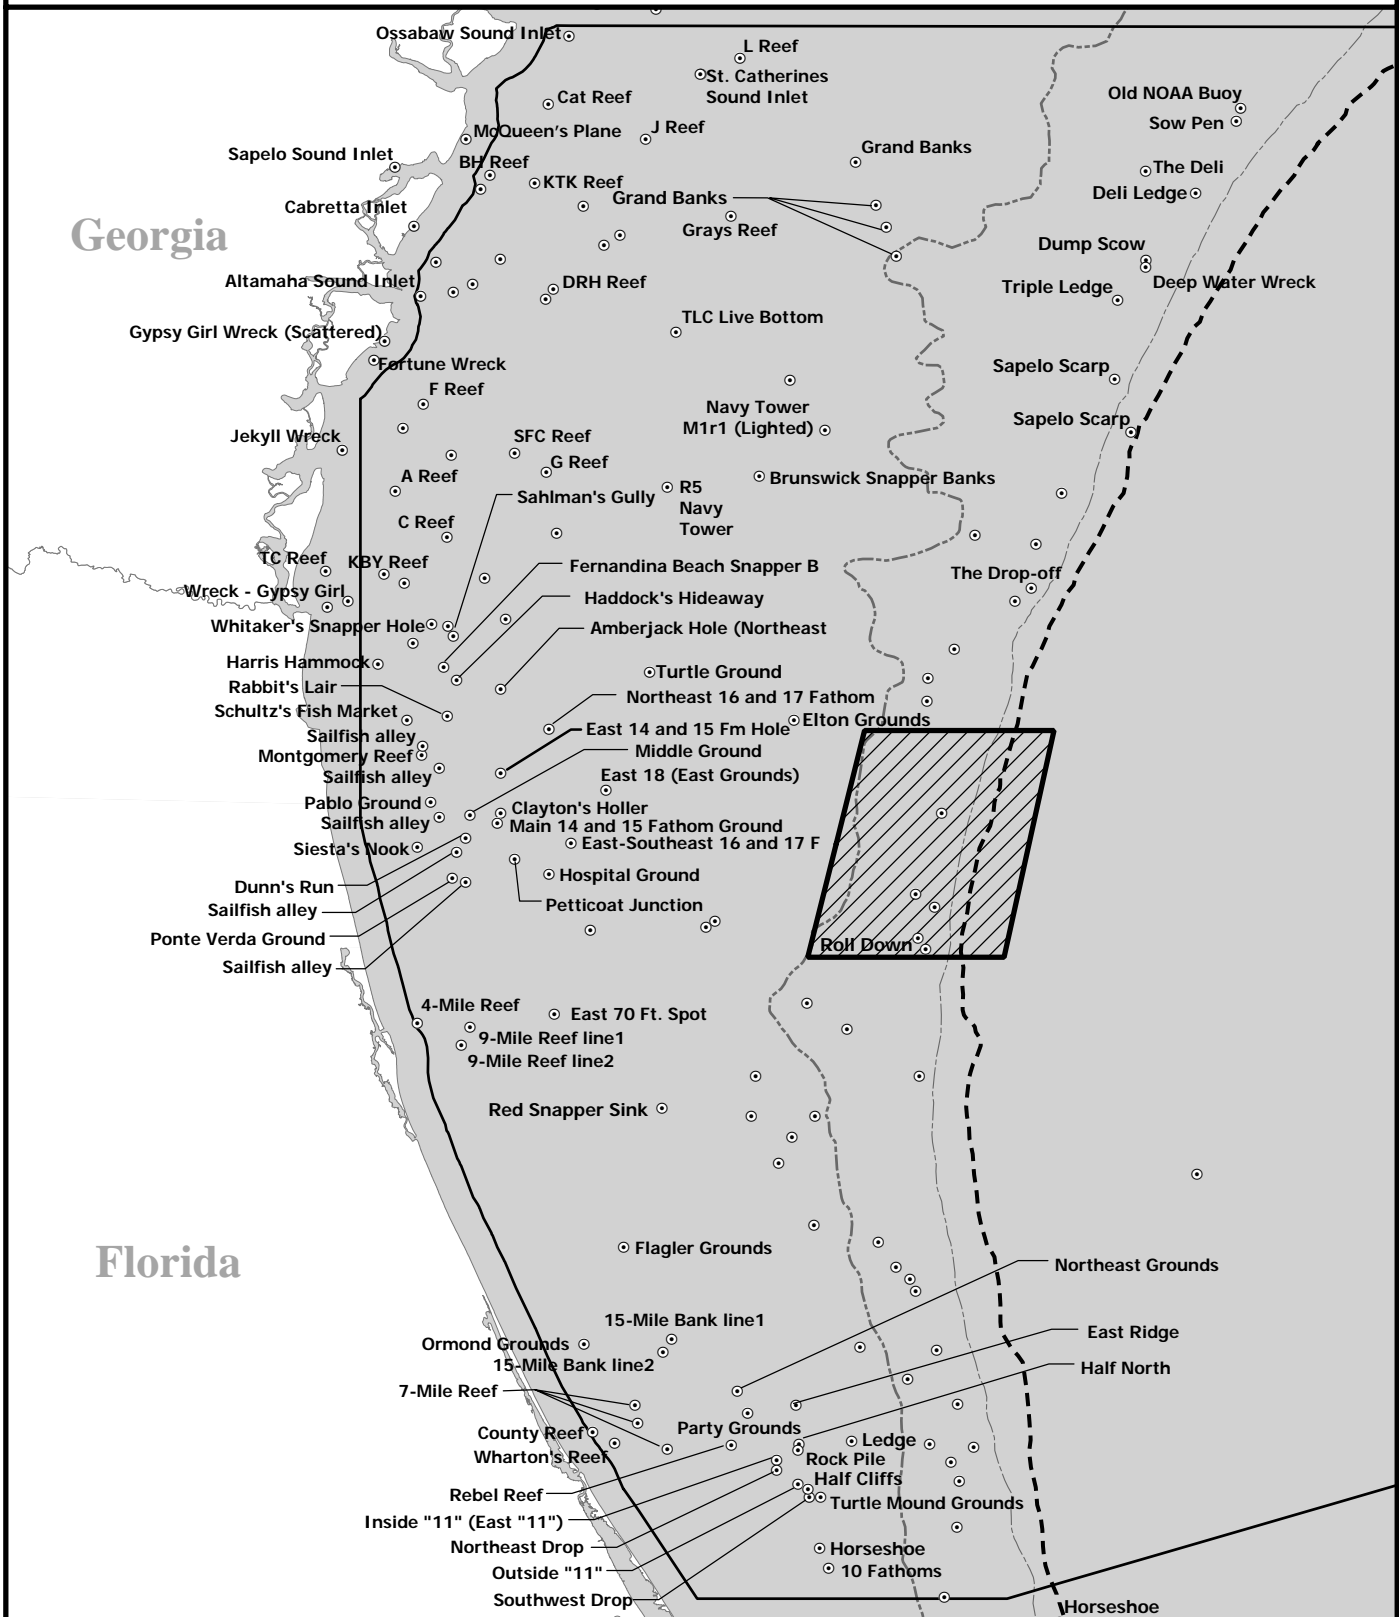 Ossabaw Sound Inlet
L Reef
St. Catherines
Sound Inlet
Cat Reef
Old NOAA Buoy
Sow Pen
McQueen's Plane
J Reef
Sapelo Sound Inlet
BH Reef
Grand Banks
The Deli
KTK Reef
Deli Ledge
Grand Banks
Cabretta Inlet
Georgia
Grays Reef
Dump Scow
Altamaha Sound Inlet
DRH Reef
Deep Water Wreck
Triple Ledge
TLC Live Bottom
Gypsy Girl Wreck (Scattered)
Fortune Wreck
Sapelo Scarp
F Reef
Navy Tower
M1r1 (Lighted)
Sapelo Scarp
Jekyll Wreck
SFC Reef
G Reef
A Reef
Brunswick Snapper Banks
Sahlman's Gully
R5
Navy
Tower
C Reef
TC Reef
KBY Reef
Fernandina Beach Snapper B
The Drop-off
Wreck - Gypsy Girl
Haddock's Hideaway
Whitaker's Snapper Hole
Amberjack Hole (Northeast
Harris Hammock
Turtle Ground
Rabbit's Lair
Northeast 16 and 17 Fathom
Schultz's Fish Market
Elton Grounds
East 14 and 15 Fm Hole
Sailfish alley
Middle Ground
Montgomery Reef
Sailfish alley
East 18 (East Grounds)
Pablo Ground
Clayton's Holler
Sailfish alley
Main 14 and 15 Fathom Ground
East-Southeast 16 and 17 F
Siesta's Nook
Hospital Ground
Dunn's Run
Sailfish alley
Petticoat Junction
Ponte Verda Ground
Roll Down
Sailfish alley
4-Mile Reef
East 70 Ft. Spot
9-Mile Reef line1
9-Mile Reef line2
Red Snapper Sink
Florida
Flagler Grounds
Northeast Grounds
15-Mile Bank line1
East Ridge
Ormond Grounds
15-Mile Bank line2
Half North
7-Mile Reef
Party Grounds
County Reef
Ledge
Wharton's Reef
Rock Pile
Half Cliffs
Rebel Reef
Turtle Mound Grounds
Inside "11" (East "11")
Northeast Drop
Horseshoe
Outside "11"
10 Fathoms
Southwest Drop
Horseshoe